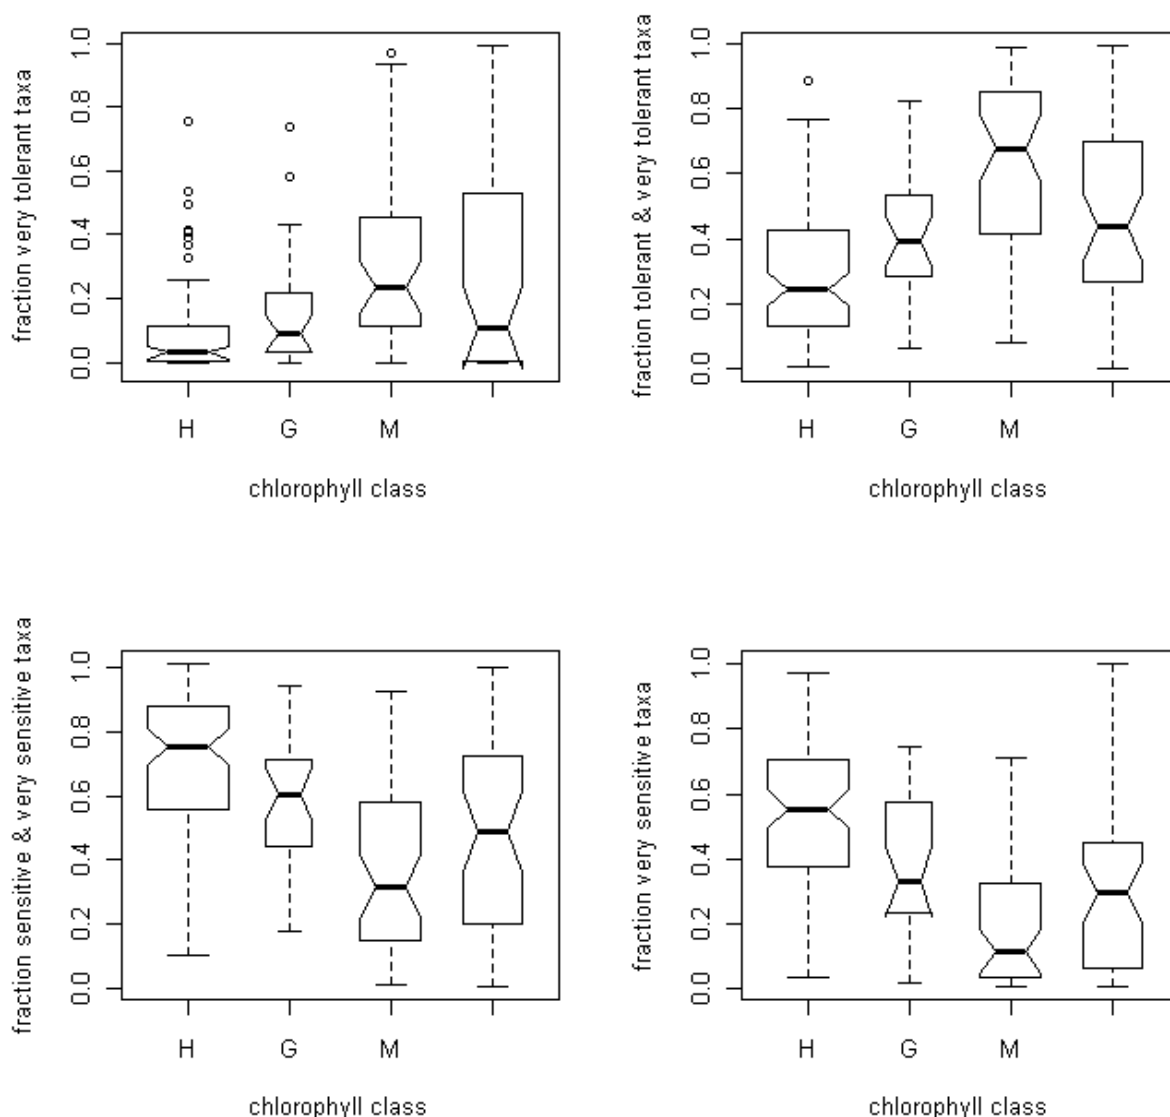 fraction very tolerant taxa
0.0 0.2 0.4 0.6 0.8 1.0
H G M
chlorophyll class
fraction tolerant & very tolerant taxa
0.0 0.2 0.4 0.6 0.8 1.0
H G M
chlorophyll class
fraction sensitive & very sensitive taxa
0.0 0.2 0.4 0.6 0.8 1.0
H G M
chlorophyll class
fraction very sensitive taxa
0.0 0.2 0.4 0.6 0.8 1.0
H G M
chlorophyll class